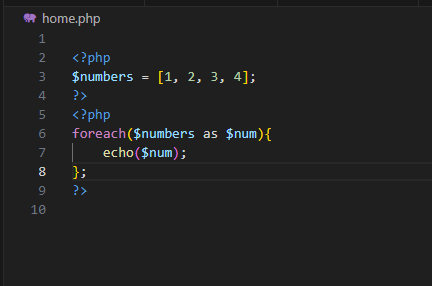 home.php
1
2 <?php
3 $numbers = [1, 2, 3, 4];
4 ?>
5 <?php
6 foreach($numbers as $num){
7     echo($num);
8 };
9 ?>
10